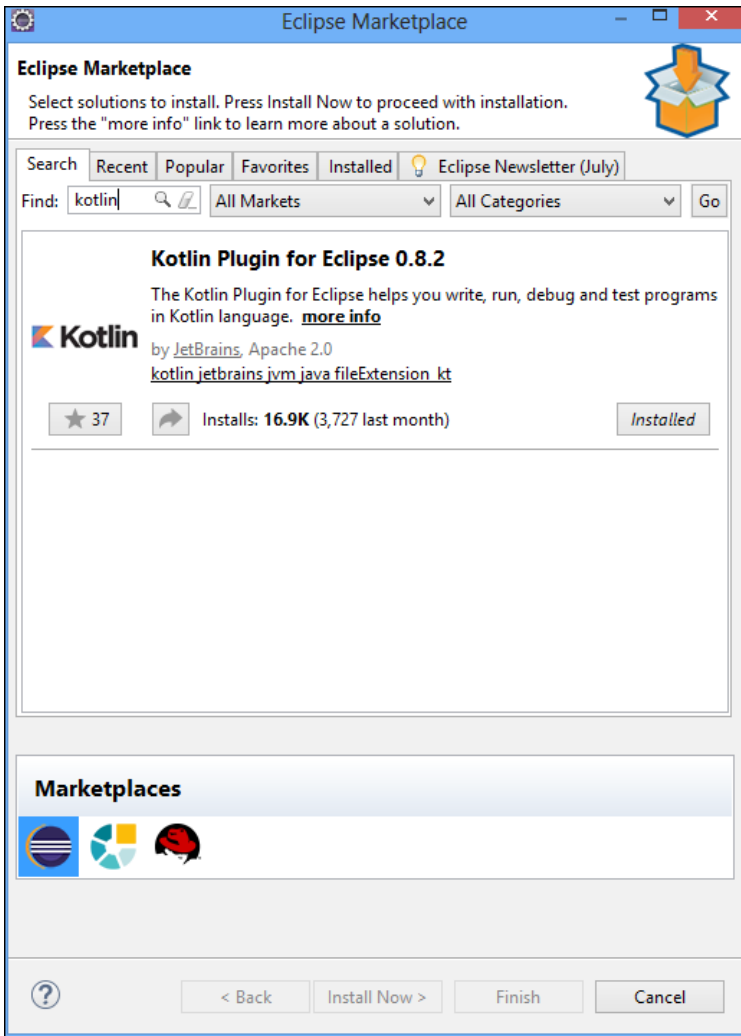 Eclipse Marketplace
Eclipse Marketplace
Select solutions to install. Press Install Now to proceed with installation.
Press the "more info" link to learn more about a solution.
Search Recent Popular Favorites Installed Eclipse Newsletter (July)
Find: kotlin All Markets All Categories Go
Kotlin Plugin for Eclipse 0.8.2
The Kotlin Plugin for Eclipse helps you write, run, debug and test programs
in Kotlin language. more info
Kotlin
by JetBrains, Apache 2.0
kotlin jetbrains jvm java fileExtension_kt
37 Installs: 16.9K (3,727 last month) Installed
Marketplaces
? < Back Install Now > Finish Cancel